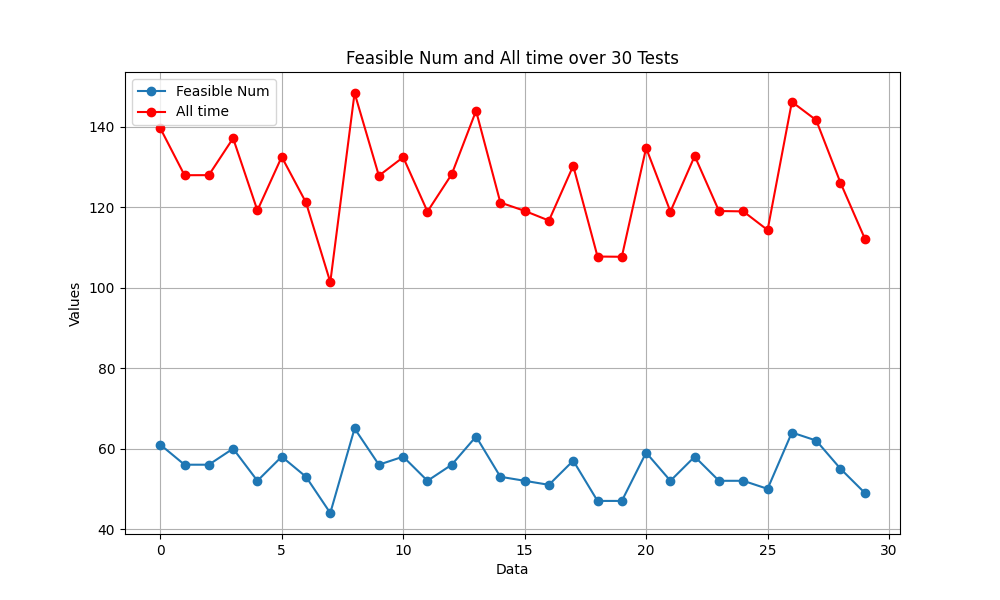 Feasible Num and All time over 30 Tests
Feasible Num
All time
140
120
100
80
60
40
Values
0 5 10 15 20 25 30
Data